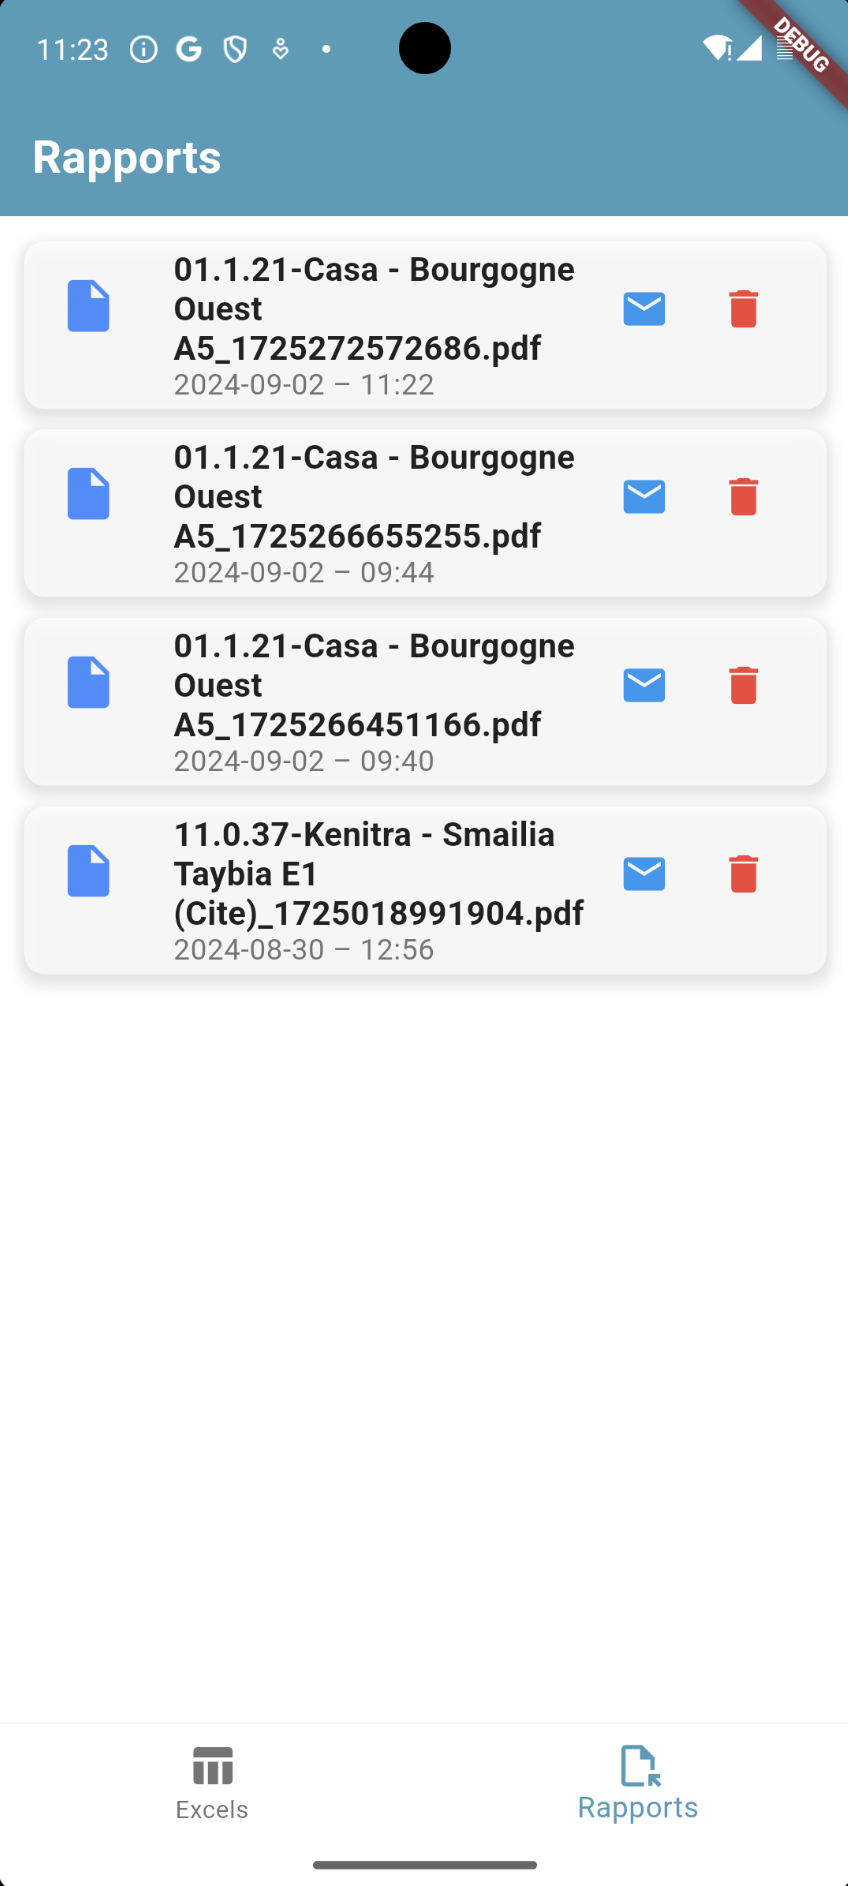 11:23
DEBUG
Rapports
01.1.21-Casa - Bourgogne
Ouest
A5_1725272572686.pdf
2024-09-02 – 11:22
01.1.21-Casa - Bourgogne
Ouest
A5_1725266655255.pdf
2024-09-02 – 09:44
01.1.21-Casa - Bourgogne
Ouest
A5_1725266451166.pdf
2024-09-02 – 09:40
11.0.37-Kenitra - Smailia
Taybia E1
(Cite)_1725018991904.pdf
2024-08-30 – 12:56
Excels
Rapports